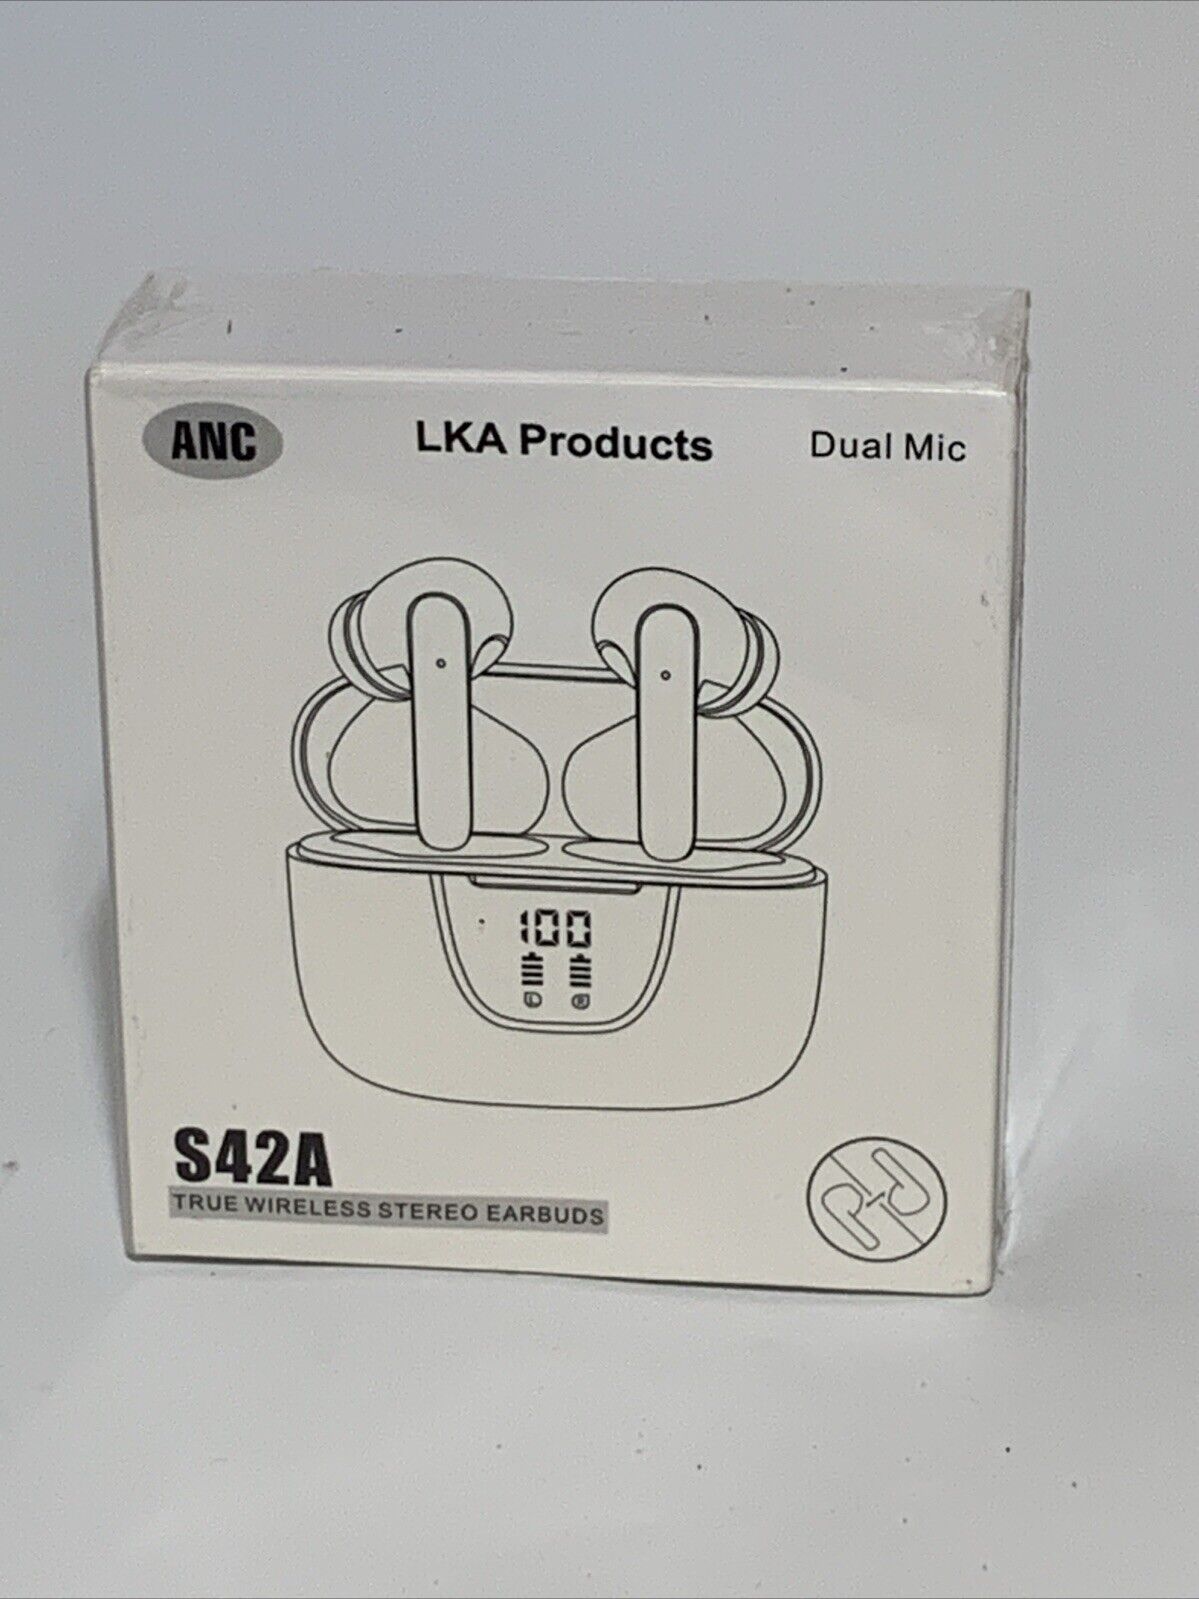 ANC
LKA Products
Dual Mic
100
L R
S42A
TRUE WIRELESS STEREO EARBUDS